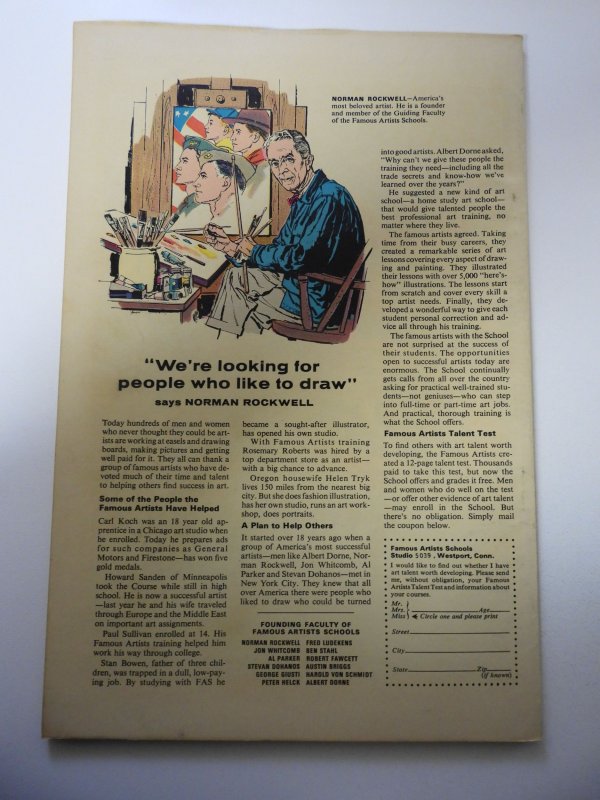 NORMAN ROCKWELL—America's
most beloved artist. He is a founder
and member of the Guiding Faculty
of the Famous Artists Schools.
"We're looking for
people who like to draw"
says NORMAN ROCKWELL
Today hundreds of men and women
who never thought they could be art-
ists are working at easels and drawing
boards, making pictures and getting
well paid for it. They all can thank a
group of famous artists who have de-
voted much of their time and talent
to helping others find success in art.
Some of the People the
Famous Artists Have Helped
Carl Koch was an 18 year old ap-
prentice in a Chicago art studio when
he enrolled. Today he prepares ads
for such companies as General
Motors and Firestone—has won five
gold medals.
Howard Sanden of Minneapolis
took the Course while still in high
school. He is now a successful artist
—last year he and his wife traveled
through Europe and the Middle East
on important art assignments.
Paul Sullivan enrolled at 14. His
Famous Artists training helped him
work his way through college.
Stan Bowen, father of three chil-
dren, was trapped in a dull, low-pay-
ing job. By studying with FAS he
became a sought-after illustrator,
has opened his own studio.
With Famous Artists training
Rosemary Roberts was hired by a
top department store as an artist—
with a big chance to advance.
Oregon housewife Helen Tryk
lives 150 miles from the nearest big
city. But she does fashion illustration,
has her own studio, runs an art work-
shop, does portraits.
A Plan to Help Others
It started over 18 years ago when a
group of America's most successful
artists—men like Albert Dorne, Nor-
man Rockwell, Jon Whitcomb, Al
Parker and Stevan Dohanos—met in
New York City. They knew that all
over America there were people who
liked to draw who could be turned
FOUNDING FACULTY OF
FAMOUS ARTISTS SCHOOLS
NORMAN ROCKWELL FRED LUDEKENS
JON WHITCOMB BEN STAHL
AL PARKER ROBERT FAWCETT
STEVAN DOHANOS AUSTIN BRIGGS
GEORGE GIUSTI HAROLD VON SCHMIDT
PETER HELCK ALBERT DORNE
into good artists. Albert Dorne asked,
"Why can't we give these people the
training they need—including all the
trade secrets and know-how we've
learned over the years?"
He suggested a new kind of art
school—a home study art school—
that would give talented people the
best professional art training, no
matter where they live.
The famous artists agreed. Taking
time from their busy careers, they
created a remarkable series of art
lessons covering every aspect of draw-
ing and painting. They illustrated
their lessons with over 5,000 "here's-
how" illustrations. The lessons start
from scratch and cover every skill a
top artist needs. Finally, they de-
veloped a wonderful way to give each
student personal correction and ad-
vice all through his training.
The famous artists with the School
are not surprised at the success of
their students. The opportunities
open to successful artists today are
enormous. The School continually
gets calls from all over the country
asking for practical well-trained stu-
dents—not geniuses—who can step
into full-time or part-time art jobs.
And practical, thorough training is
what the School offers.
Famous Artists Talent Test
To find others with art talent worth
developing, the Famous Artists cre-
ated a 12-page talent test. Thousands
paid to take this test, but now the
School offers and grades it free. Men
and women who do well on the test
—or offer other evidence of art talent
—may enroll in the School. But
there's no obligation. Simply mail
the coupon below.
Famous Artists Schools
Studio 5039, Westport, Conn.
I would like to find out whether I have
art talent worth developing. Please send
me, without obligation, your Famous
Artists Talent Test and information about
your courses.
Mr.
Mrs. Age
Miss Circle one and please print
Street
City
State Zip
(if known)